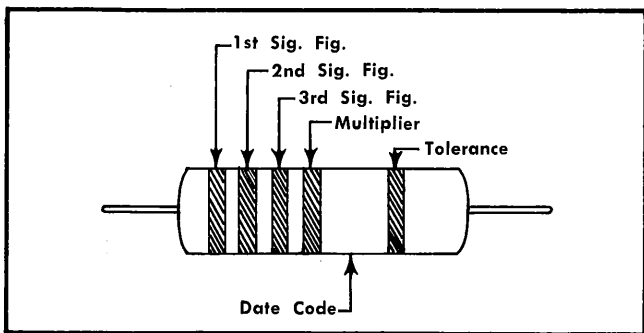 1st Sig. Fig.
2nd Sig. Fig.
3rd Sig. Fig.
Multiplier
Tolerance
Date Code